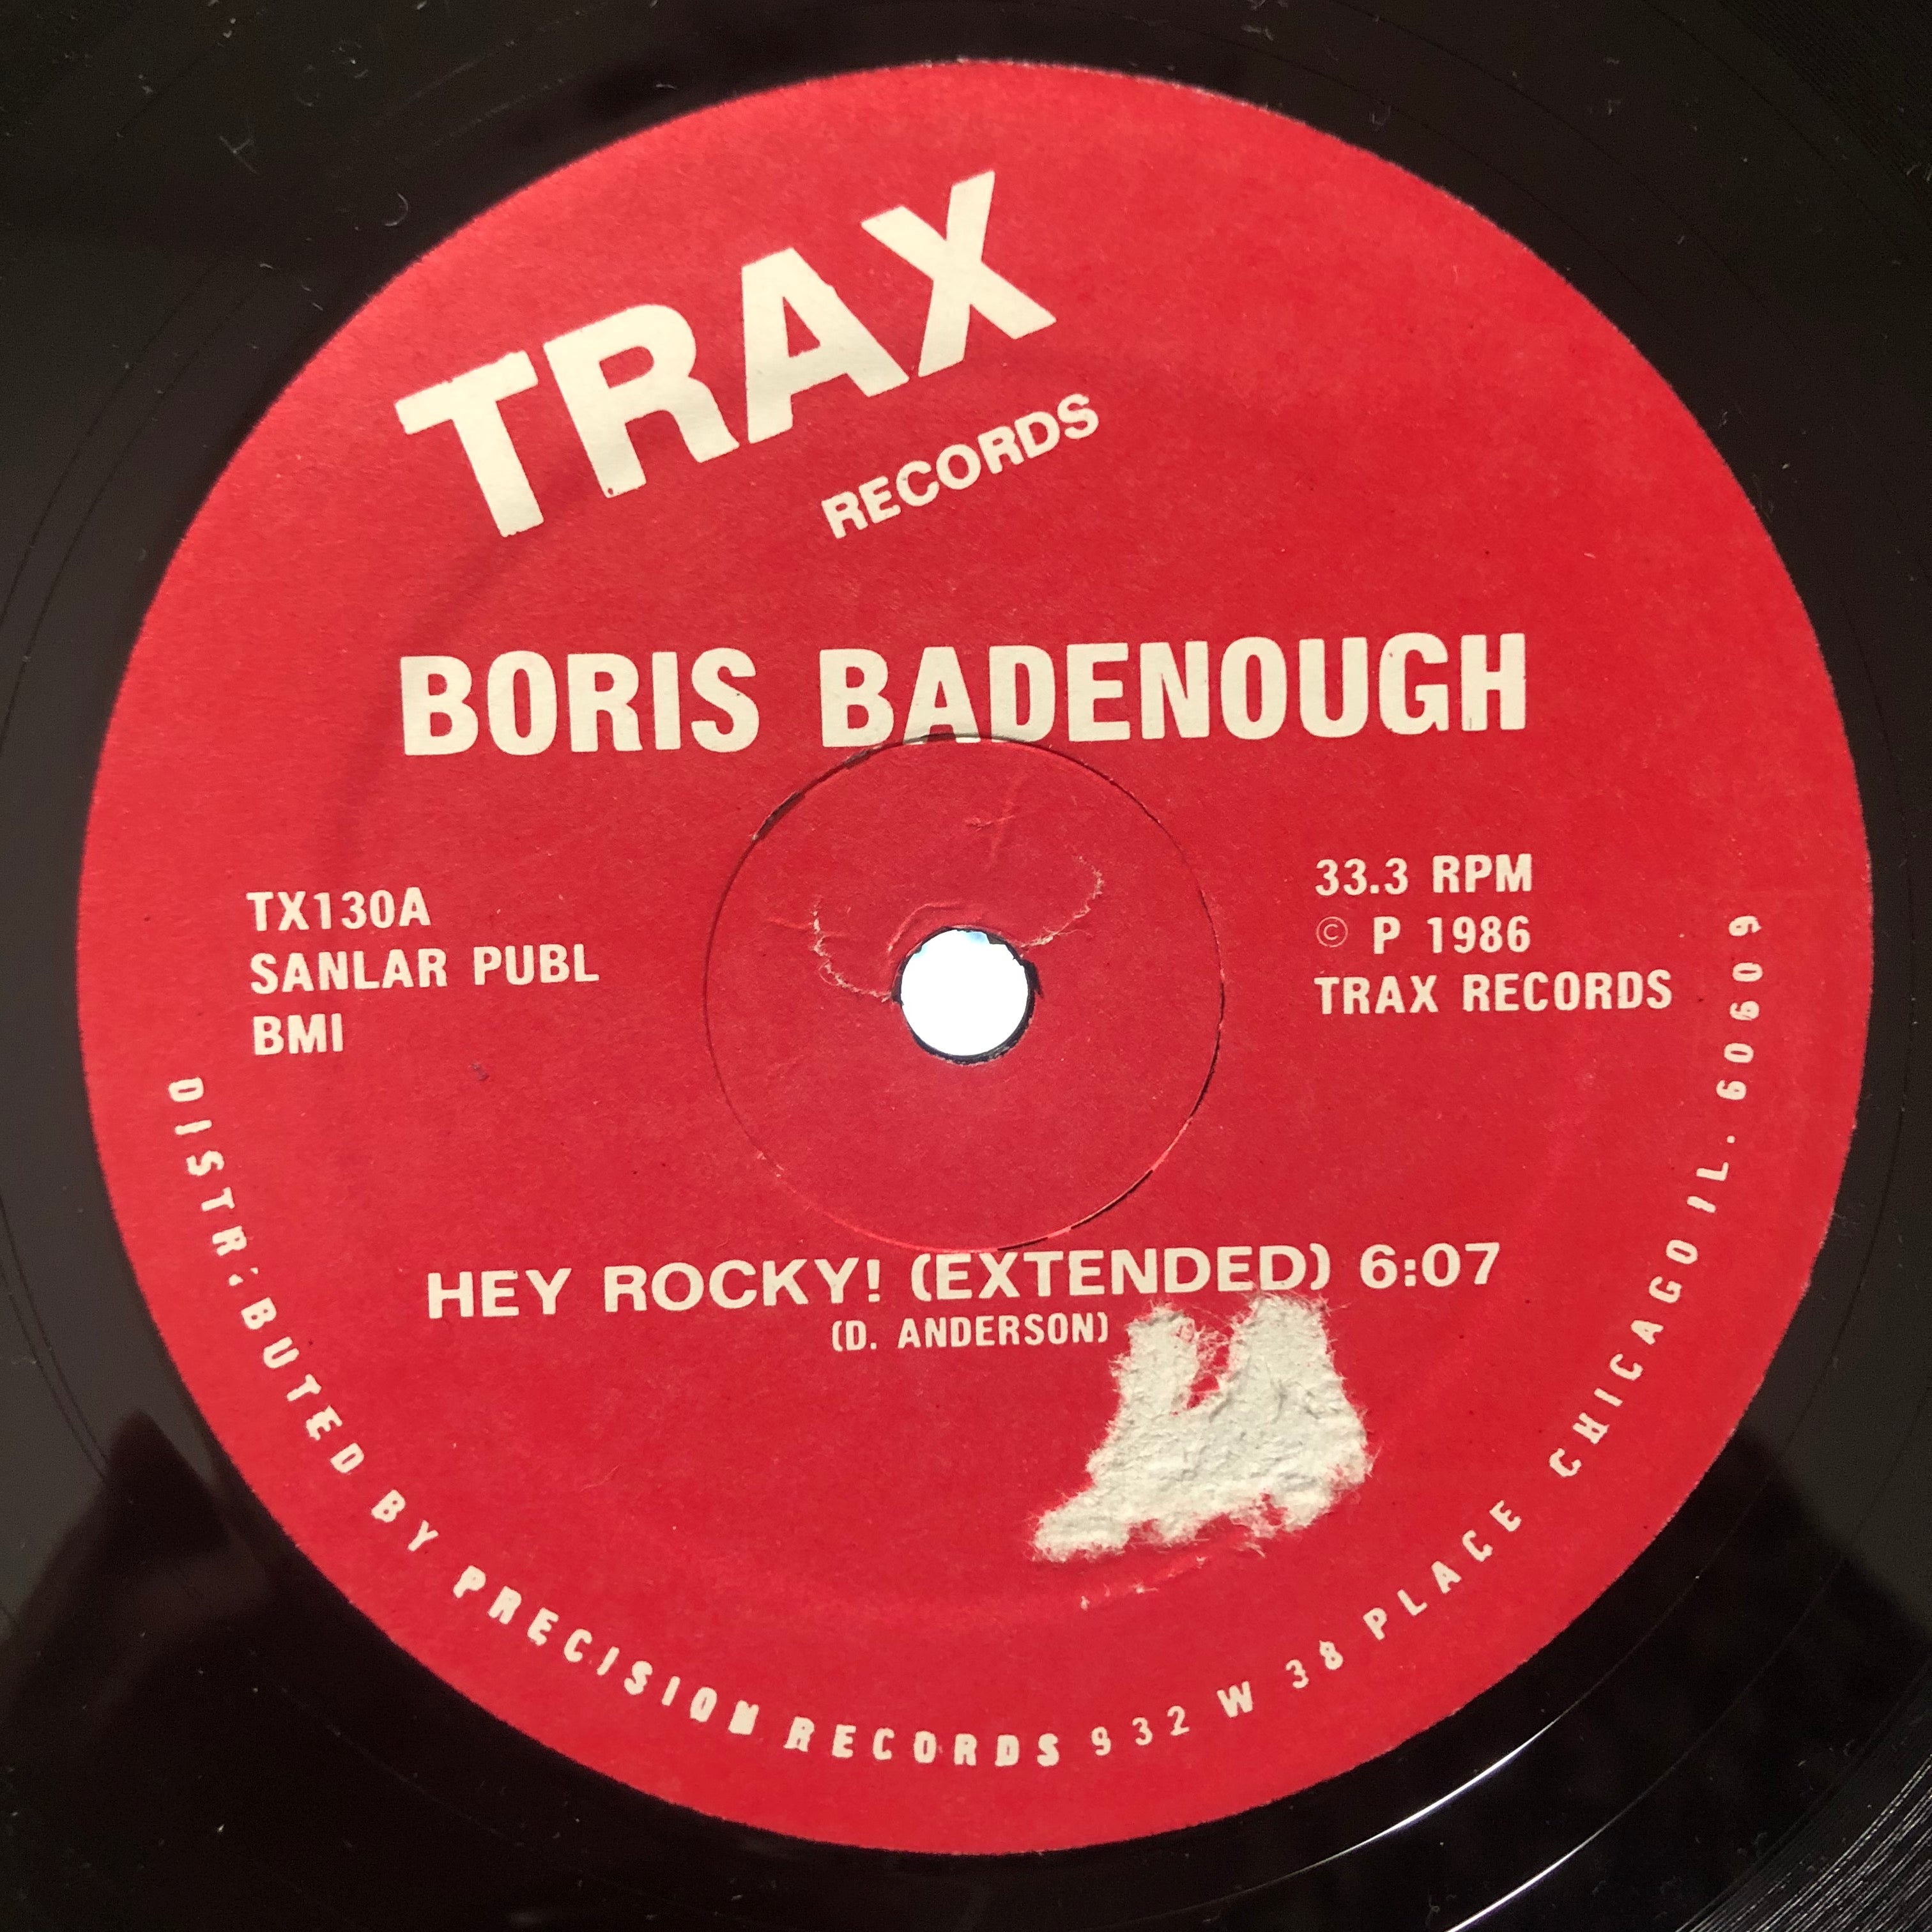 TRAX
RECORDS
BORIS BADENOUGH
TX130A
SANLAR PUBL
BMI
33.3 RPM
© P 1986
TRAX RECORDS
HEY ROCKY! (EXTENDED) 6:07
(D. ANDERSON)
DISTRIBUTED BY PRECISION RECORDS 932 W 38 PLACE CHICAGO IL. 60609